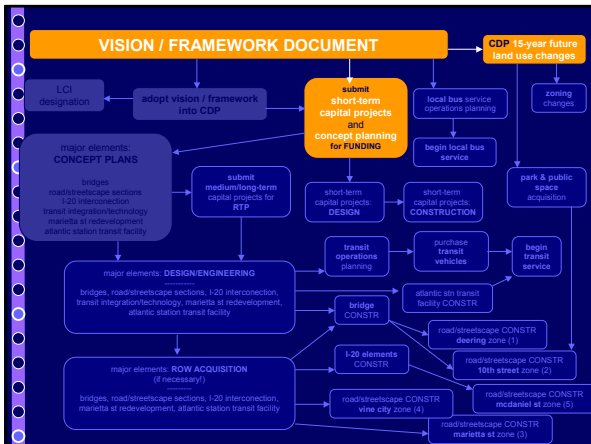 VISION / FRAMEWORK DOCUMENT
CDP 15-year future
land use changes
LCI
designation
adopt vision / framework
into CDP
submit
short-term
capital projects
and
concept planning
for FUNDING
local bus service
operations planning
zoning
changes
begin local bus
service
major elements:
CONCEPT PLANS
bridges
road/streetscape sections
I-20 interconection
transit integration/technology
marietta st redevelopment
atlantic station transit facility
submit
medium/long-term
capital projects for
RTP
short-term
capital projects:
DESIGN
short-term
capital projects:
CONSTRUCTION
park & public
space
acquisition
major elements: DESIGN/ENGINEERING
------------
bridges, road/streetscape sections, I-20 interconnection,
transit integration/technology, marietta st redevelopment,
atlantic station transit facility
transit
operations
planning
purchase
transit
vehicles
begin
transit
service
atlantic stn transit
facility CONSTR
bridge
CONSTR
road/streetscape CONSTR
deering zone (1)
major elements: ROW ACQUISITION
(if necessary!)
------------
bridges, road/streetscape sections, I-20 interconnection,
marietta st redevelopment, atlantic station transit facility
I-20 elements
CONSTR
road/streetscape CONSTR
10th street zone (2)
road/streetscape CONSTR
vine city zone (4)
road/streetscape CONSTR
mcdaniel st zone (5)
road/streetscape CONSTR
marietta st zone (3)